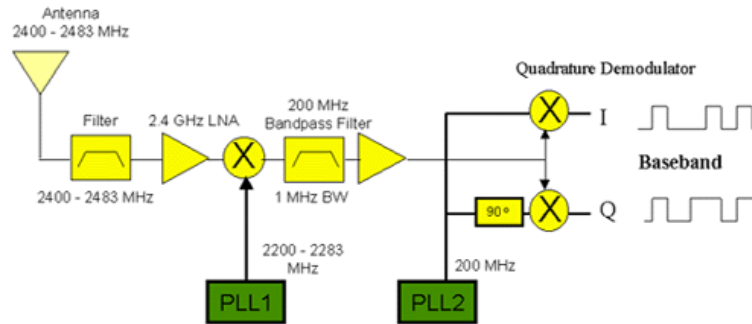 Antenna
2400 - 2483 MHz
Quadrature Demodulator
Filter
2.4 GHz LNA
200 MHz
Bandpass Filter
X
X
I
2400 - 2483 MHz
1 MHz BW
Baseband
90°
X
Q
2200 - 2283
MHz
200 MHz
PLL1
PLL2